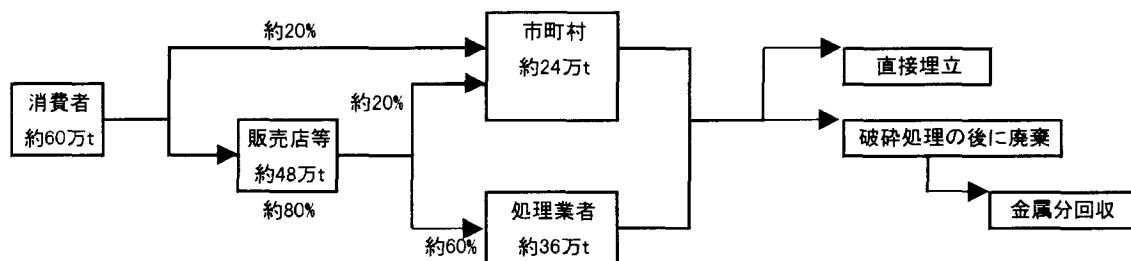 消費者
約60万t
約20%
販売店等
約48万t
約80%
約20%
約60%
市町村
約24万t
処理業者
約36万t
直接埋立
破砕処理の後に廃棄
金属分回収